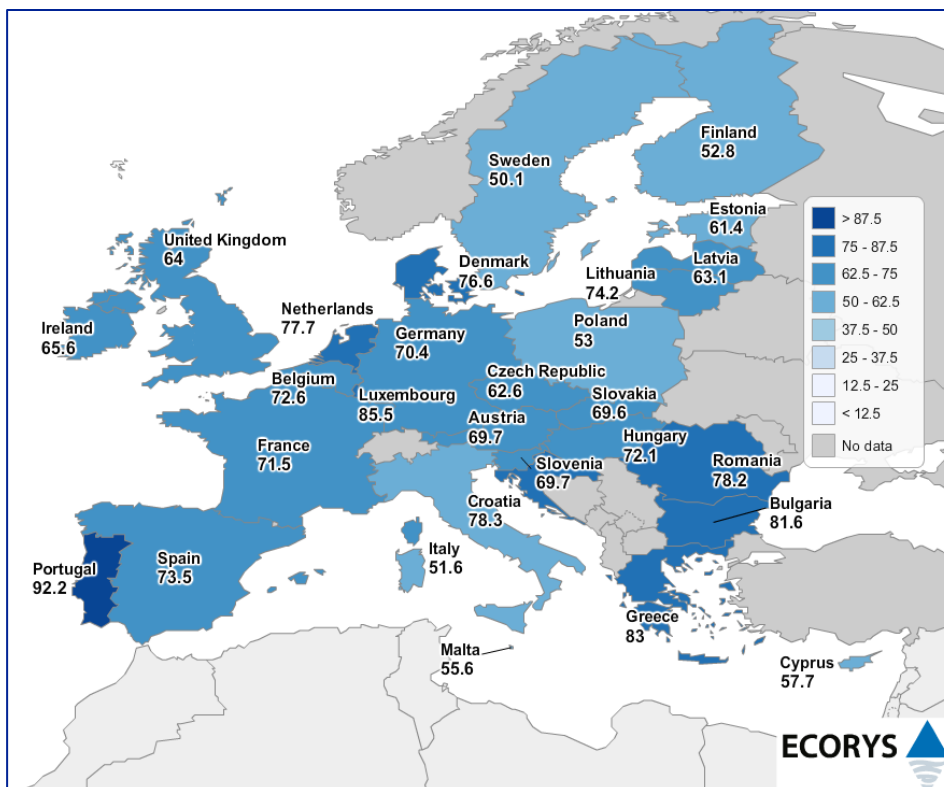 Finland
52.8
Sweden
50.1
Estonia
61.4
United Kingdom
64
Latvia
63.1
Denmark
76.6
Lithuania
74.2
Netherlands
77.7
Ireland
65.6
Germany
70.4
Poland
53
Belgium
72.6
Luxembourg
85.5
Czech Republic
62.6
Slovakia
69.6
Austria
69.7
France
71.5
Hungary
72.1
Slovenia
69.7
Romania
78.2
Croatia
78.3
Bulgaria
81.6
Italy
51.6
Spain
73.5
Portugal
92.2
Greece
83
Malta
55.6
Cyprus
57.7
> 87.5
75 - 87.5
62.5 - 75
50 - 62.5
37.5 - 50
25 - 37.5
12.5 - 25
< 12.5
No data
ECORYS